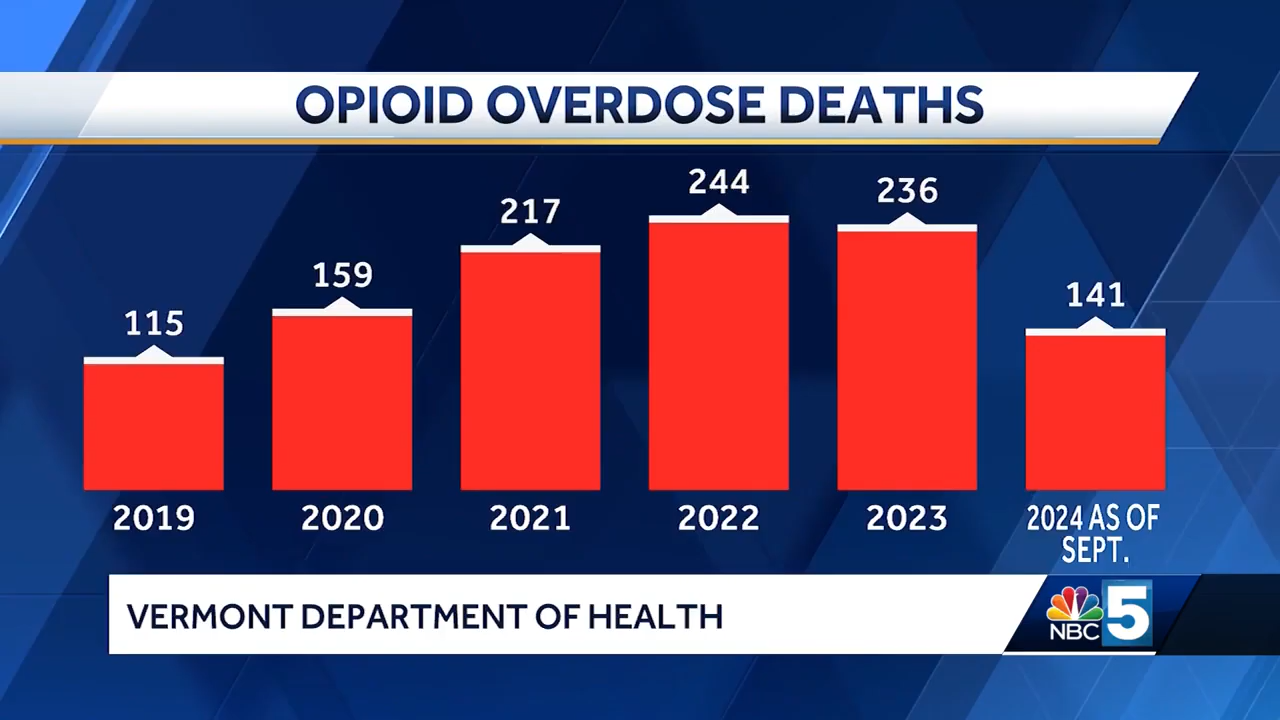 OPIOID OVERDOSE DEATHS
115
159
217
244
236
141
2019
2020
2021
2022
2023
2024 AS OF
SEPT.
VERMONT DEPARTMENT OF HEALTH
NBC 5